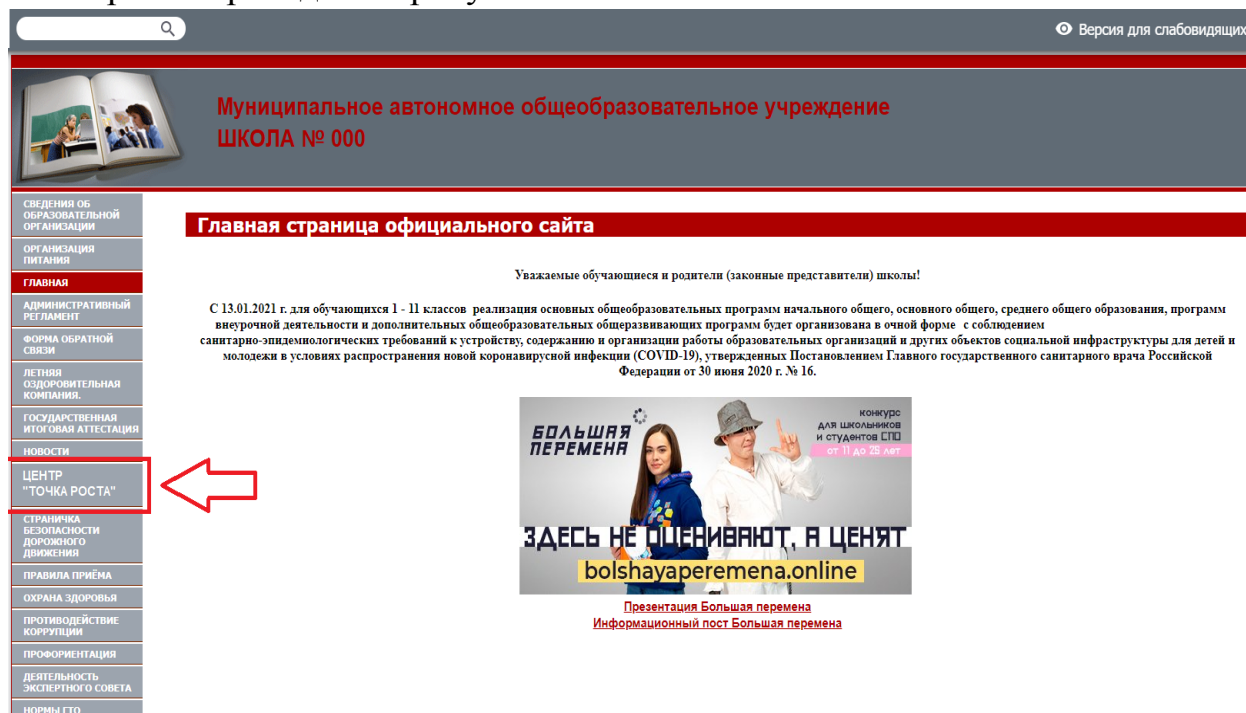 Версия для слабовидящих
Муниципальное автономное общеобразовательное учреждение
ШКОЛА № 000
СВЕДЕНИЯ ОБ
ОБРАЗОВАТЕЛЬНОЙ
ОРГАНИЗАЦИИ
ОРГАНИЗАЦИЯ
ПИТАНИЯ
ГЛАВНАЯ
АДМИНИСТРАТИВНЫЙ
РЕГЛАМЕНТ
ФОРМА ОБРАТНОЙ
СВЯЗИ
ЛЕТНЯЯ
ОЗДОРОВИТЕЛЬНАЯ
КОМПАНИЯ.
ГОСУДАРСТВЕННАЯ
ИТОГОВАЯ АТТЕСТАЦИЯ
НОВОСТИ
ЦЕНТР
"ТОЧКА РОСТА"
СТРАНИЧКА
БЕЗОПАСНОСТИ
ДОРОЖНОГО
ДВИЖЕНИЯ
ПРАВИЛА ПРИЁМА
ОХРАНА ЗДОРОВЬЯ
ПРОТИВОДЕЙСТВИЕ
КОРРУПЦИИ
ПРОФОРИЕНТАЦИЯ
ДЕЯТЕЛЬНОСТЬ
ЭКСПЕРТНОГО СОВЕТА
НОРМЫ ГТО
Главная страница официального сайта
Уважаемые обучающиеся и родители (законные представители) школы!
С 13.01.2021 г. для обучающихся 1 - 11 классов реализация основных общеобразовательных программ начального общего, основного общего, среднего общего образования, программ
внеурочной деятельности и дополнительных общеобразовательных общеразвивающих программ будет организована в очной форме с соблюдением
санитарно-эпидемиологических требований к устройству, содержанию и организации работы образовательных организаций и других объектов социальной инфраструктуры для детей и
молодежи в условиях распространения новой коронавирусной инфекции (COVID-19), утвержденных Постановлением Главного государственного санитарного врача Российской
Федерации от 30 июня 2020 г. № 16.
БОЛЬШАЯ
ПЕРЕМЕНА
конкурс
для школьников
и студентов СПО
от 11 до 25 лет
ЗДЕСЬ НЕ ОЦЕНИВАЮТ, А ЦЕНЯТ
bolshayaperemena.online
Презентация Большая перемена
Информационный пост Большая перемена